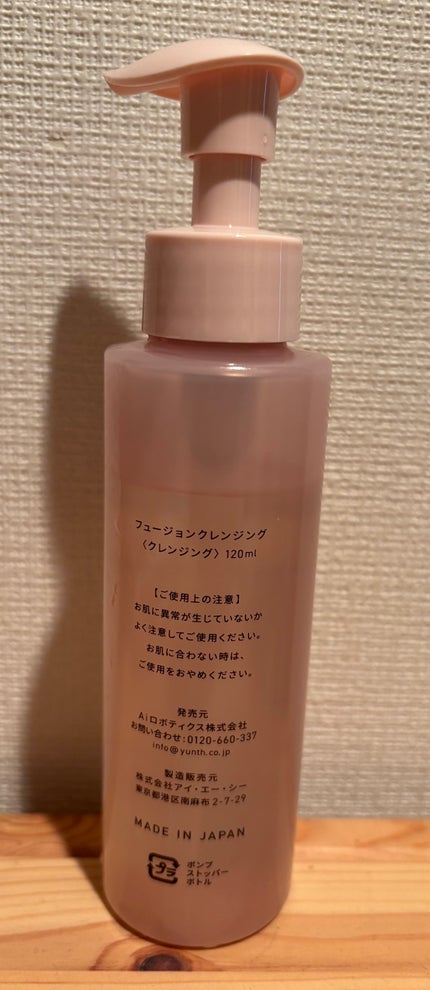 フュージョンクレンジング
〈クレンジング〉120ml
【ご使用上の注意】
お肌に異常が生じていないか
よく注意してご使用ください。
お肌に合わない時は、
ご使用をおやめください。
発売元
Aiロボティクス株式会社
お問い合わせ:0120-660-337
info@yunth.co.jp
製造販売元
株式会社アイ・エー・シー
東京都港区南麻布2-7-29
MADE IN JAPAN
プラ
ポンプ
ストッパー
ボトル